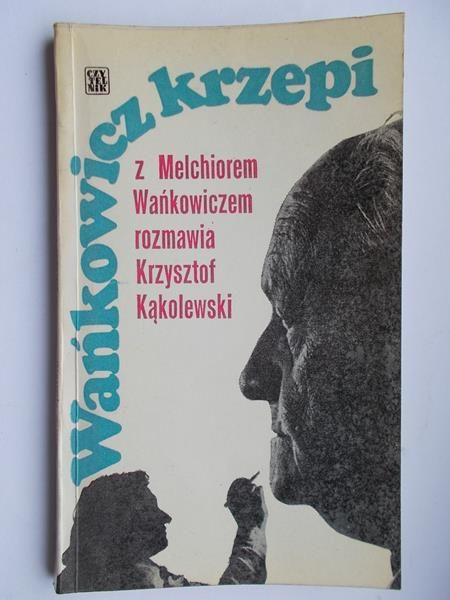 CZY
TEL
NIK
Wańkowicz krzepi
z Melchiorem
Wańkowiczem
rozmawia
Krzysztof
Kąkolewski